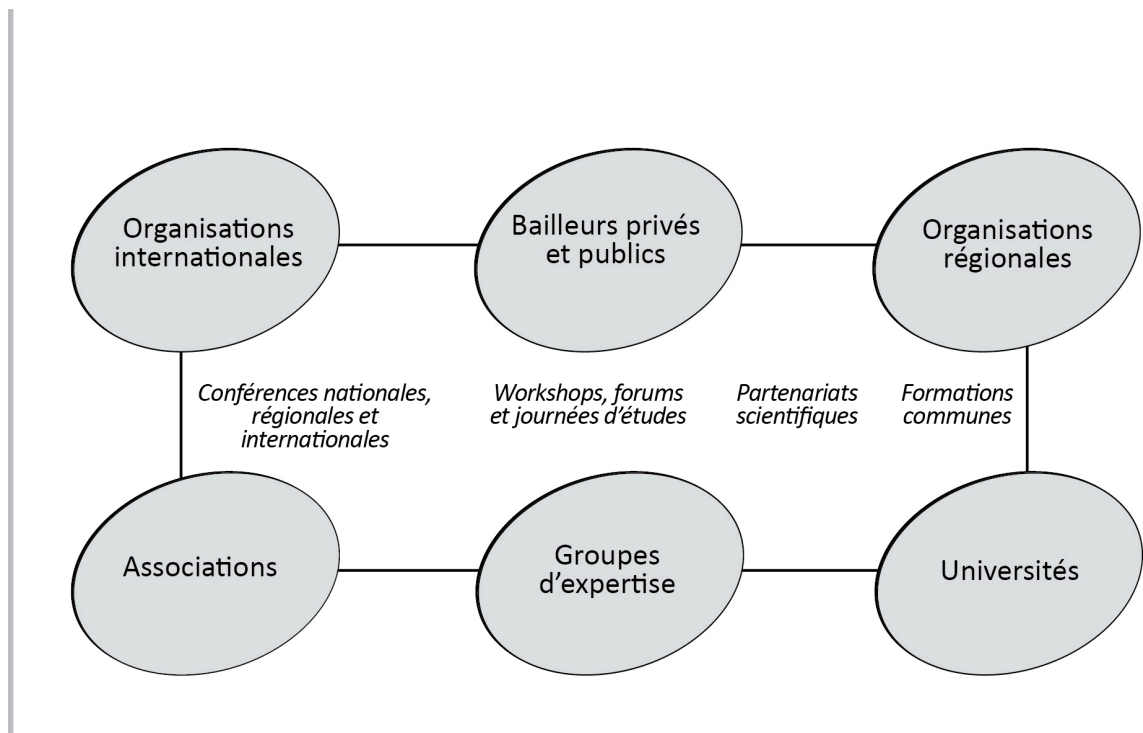 Organisations
internationales
Bailleurs privés
et publics
Organisations
régionales
Conférences nationales,
régionales et
internationales
Workshops, forums
et journées d’études
Partenariats
scientifiques
Formations
communes
Associations
Groupes
d’expertise
Universités